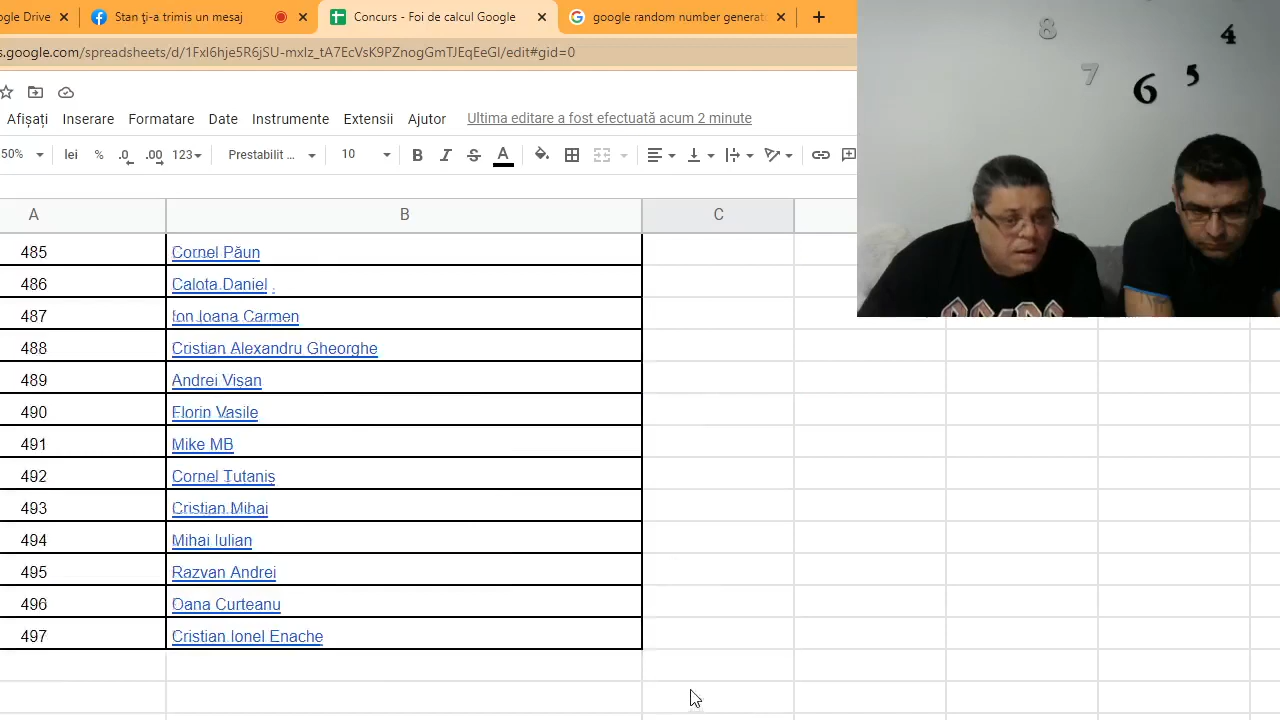 ogle Drive
Stan ți-a trimis un mesaj
Concurs - Foi de calcul Google
google random number generat
s.google.com/spreadsheets/d/1FxI6hje5R6jSU-mxIz_tA7EcVsK9PZnogGmTJEqEeGI/edit#gid=0
Afișați Inserare Formatare Date Instrumente Extensii Ajutor Ultima editare a fost efectuată acum 2 minute
50% lei % .0 .00 123 Prestabilit ... 10 B I S A
A B C
485 Cornel Păun
486 Calota Daniel .
487 Ion Ioana Carmen
488 Cristian Alexandru Gheorghe
489 Andrei Vișan
490 Florin Vasile
491 Mike MB
492 Cornel Tutanis
493 Cristian Mihai
494 Mihai Iulian
495 Razvan Andrei
496 Oana Curteanu
497 Cristian Ionel Enache
8 7 6 5 4